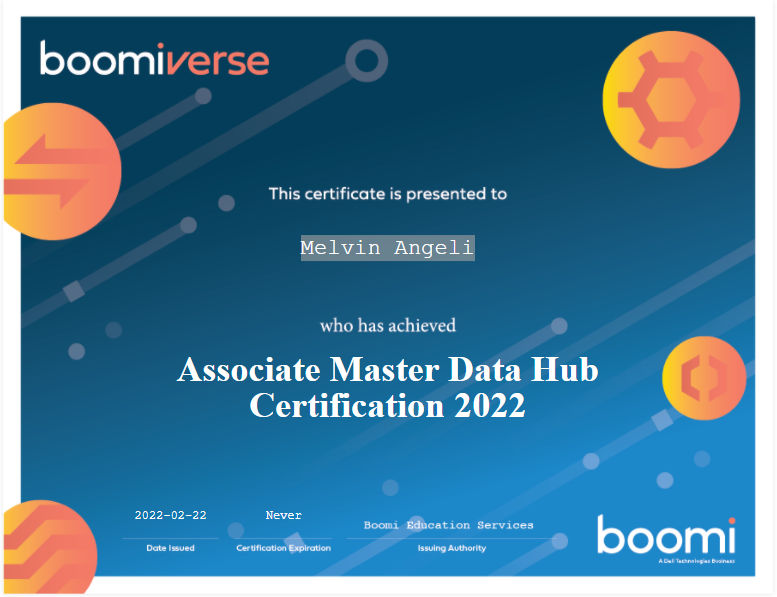 boomiverse
This certificate is presented to
Melvin Angeli
who has achieved
Associate Master Data Hub
Certification 2022
2022-02-22
Never
Boomi Education Services
Date Issued
Certification Expiration
Issuing Authority
boomi
A Dell Technologies Business